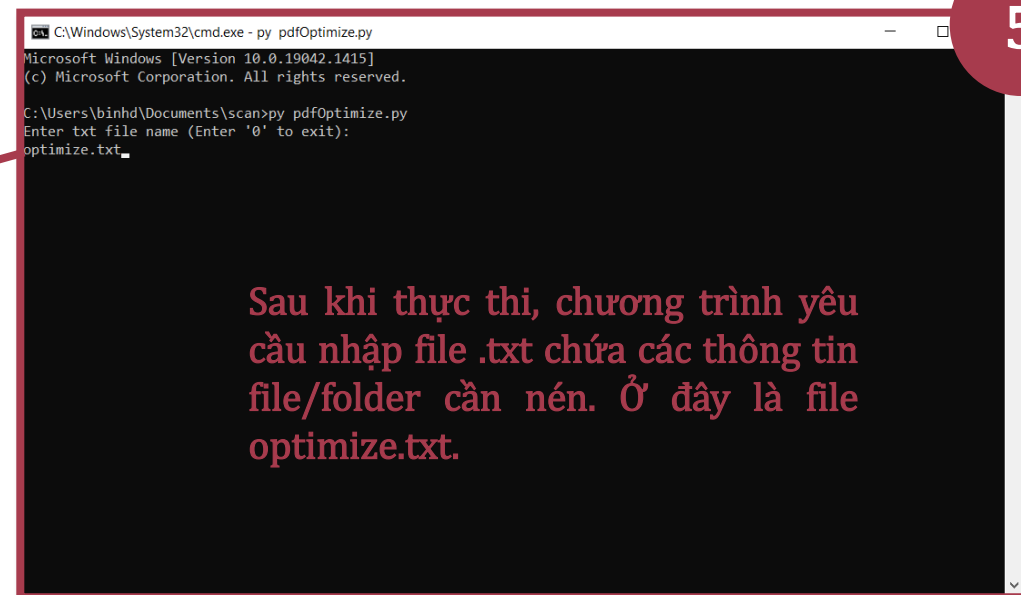 5
C:\Windows\System32\cmd.exe - py pdfOptimize.py
Microsoft Windows [Version 10.0.19042.1415]
(c) Microsoft Corporation. All rights reserved.
C:\Users\binhd\Documents\scan>py pdfOptimize.py
Enter txt file name (Enter '0' to exit):
optimize.txt
Sau khi thực thi, chương trình yêu
cầu nhập file .txt chứa các thông tin
file/folder cần nén. Ở đây là file
optimize.txt.